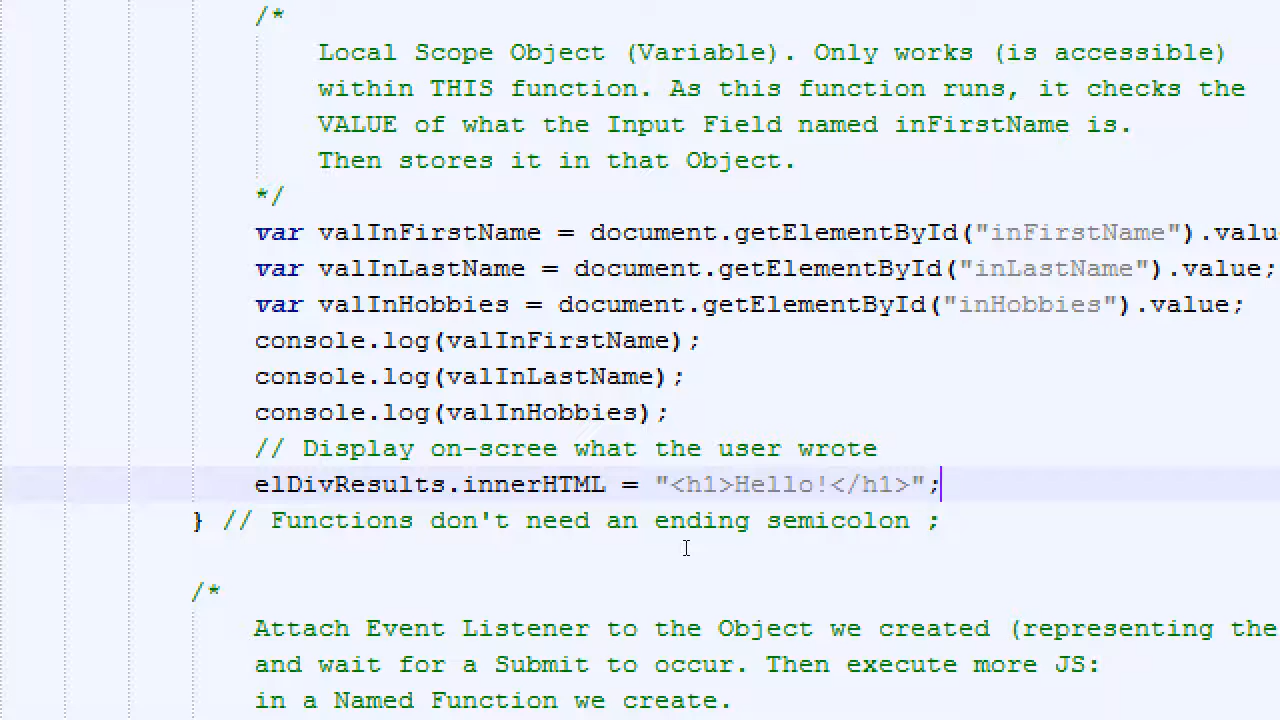 /*
Local Scope Object (Variable). Only works (is accessible)
within THIS function. As this function runs, it checks the
VALUE of what the Input Field named inFirstName is.
Then stores it in that Object.
*/
var valInFirstName = document.getElementById("inFirstName").valu
var valInLastName = document.getElementById("inLastName").value;
var valInHobbies = document.getElementById("inHobbies").value;
console.log(valInFirstName);
console.log(valInLastName);
console.log(valInHobbies);
// Display on-scree what the user wrote
elDivResults.innerHTML = "<h1>Hello!</h1>";
} // Functions don't need an ending semicolon ;
/*
Attach Event Listener to the Object we created (representing the
and wait for a Submit to occur. Then execute more JS:
in a Named Function we create.